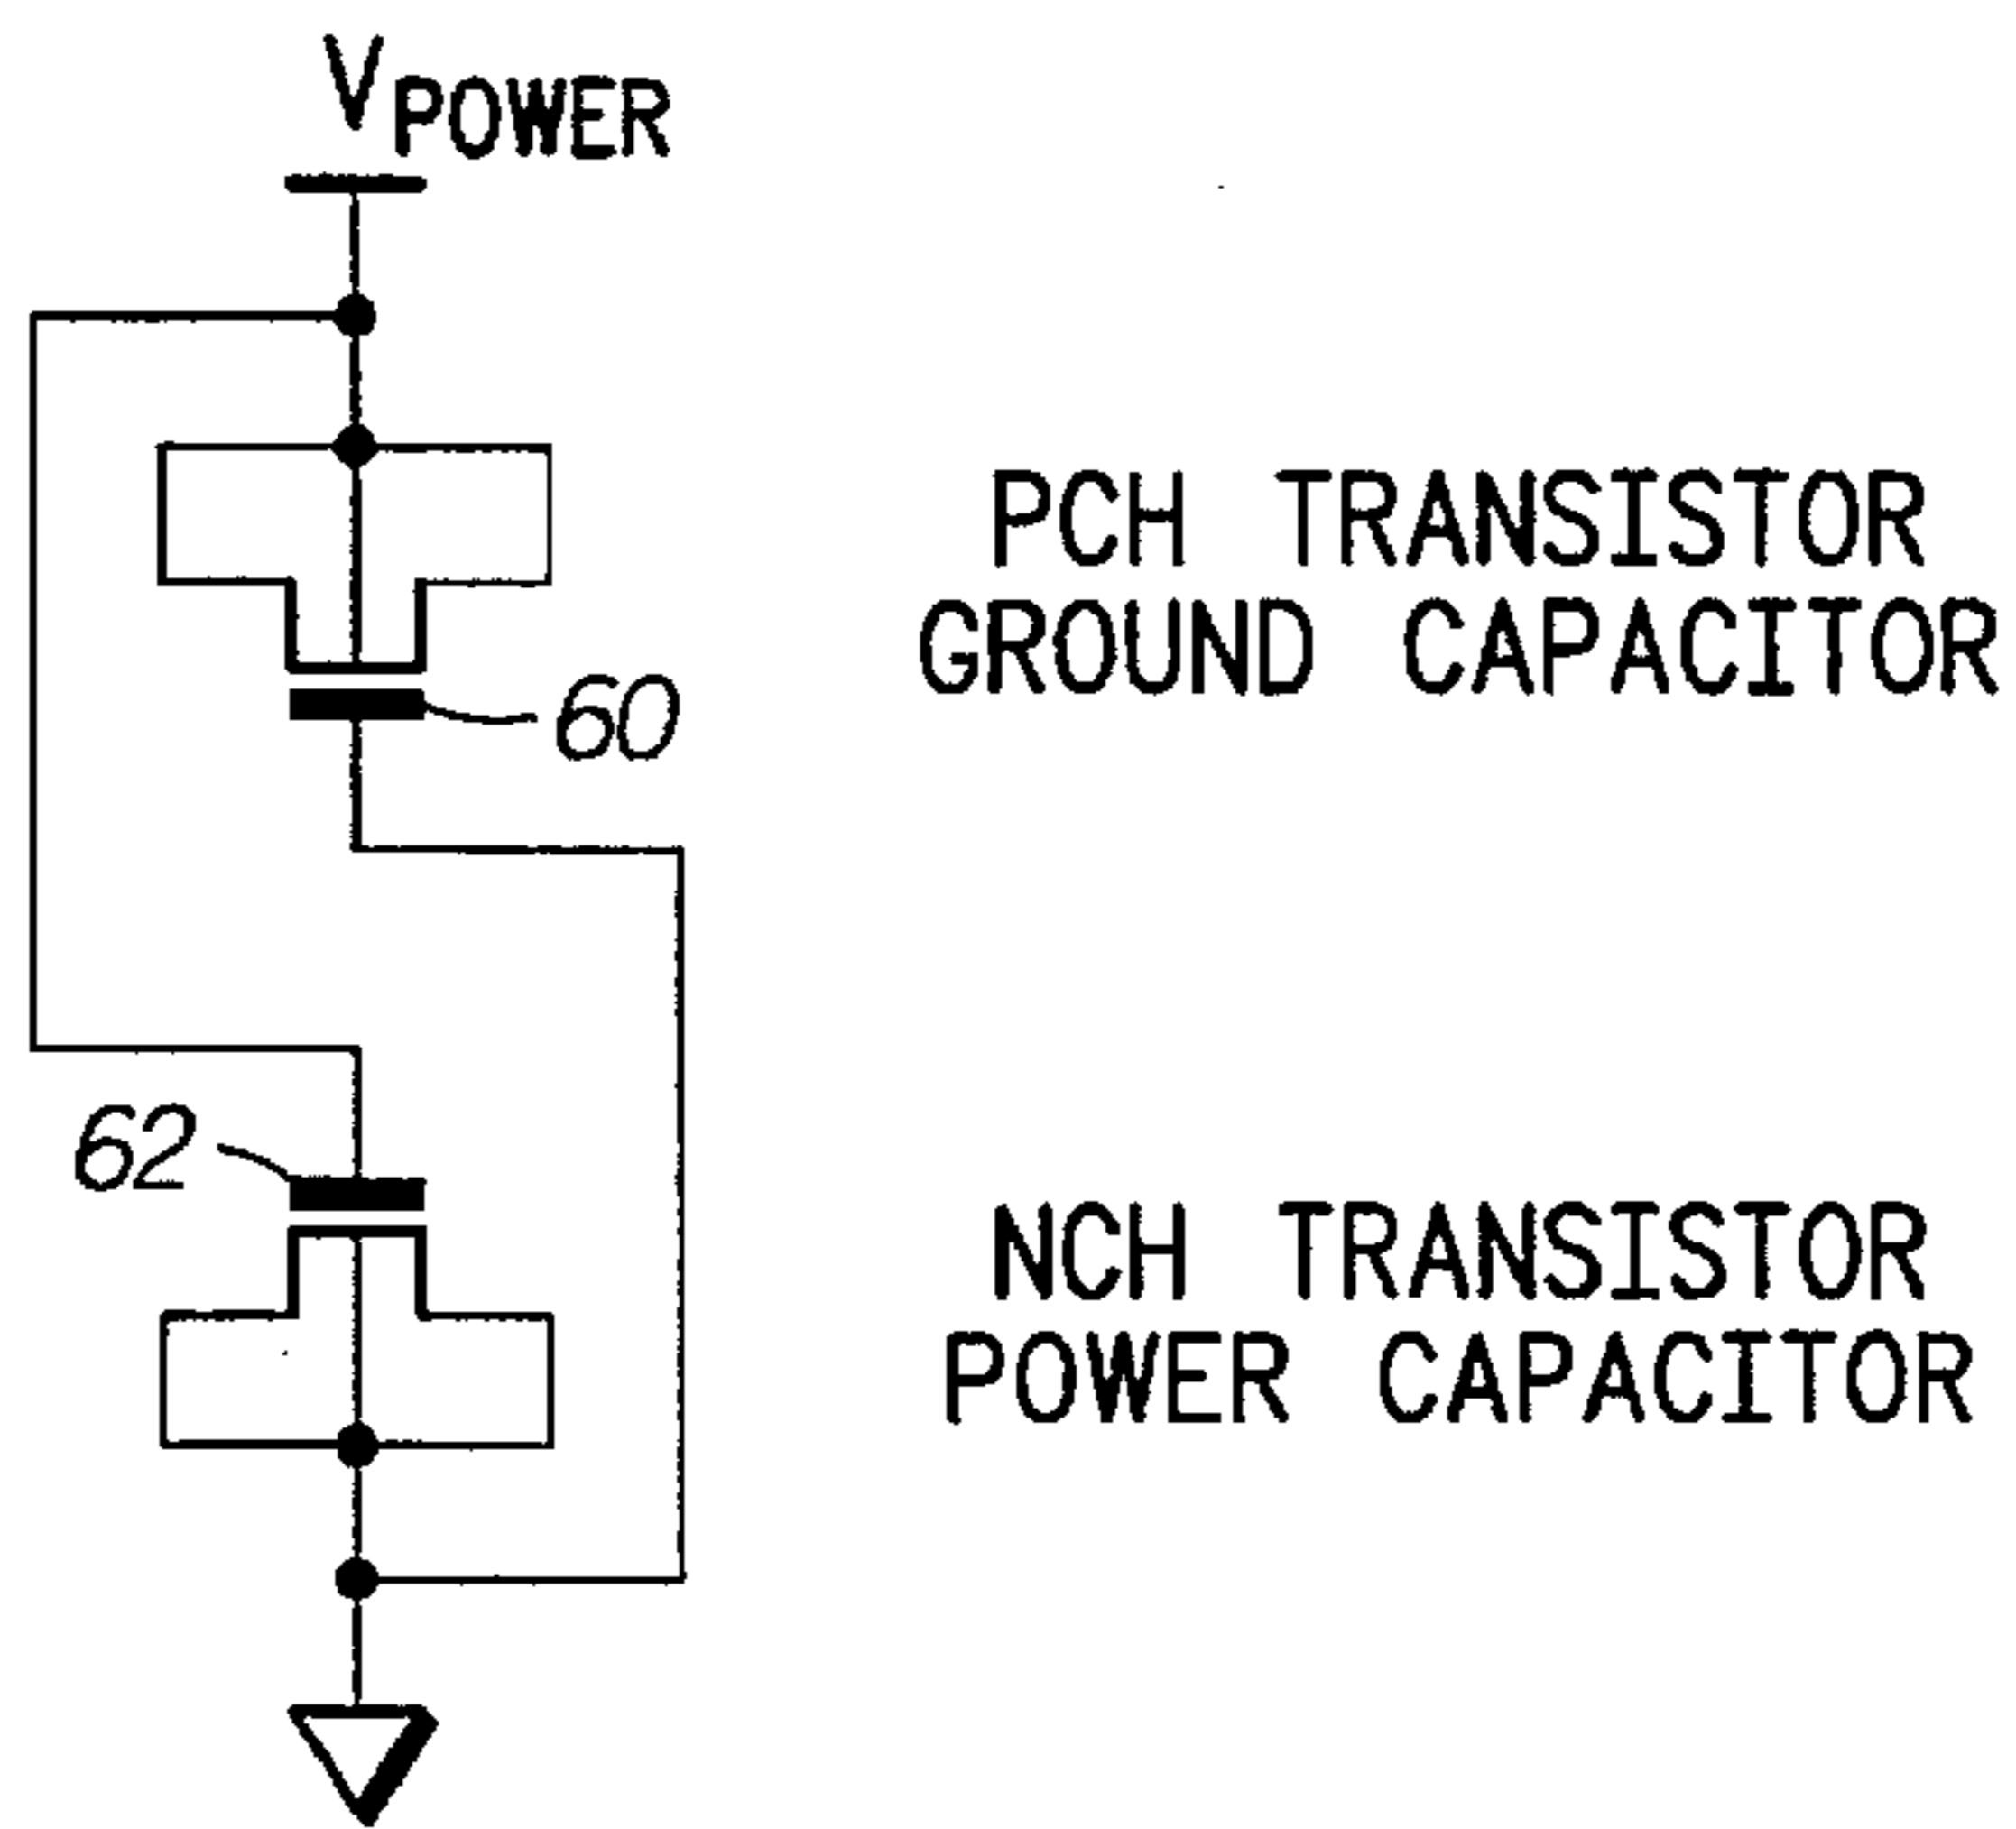 VPOWER
PCH TRANSISTOR
GROUND CAPACITOR
60
62
NCH TRANSISTOR
POWER CAPACITOR